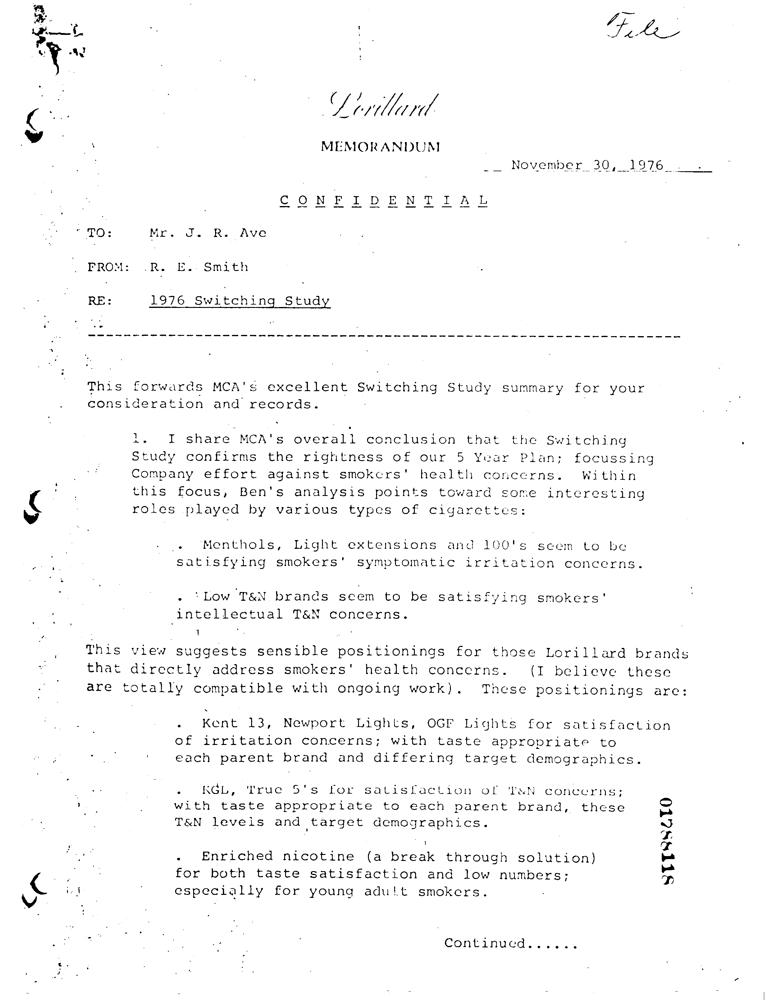 File
Lorillard
MEMORANDUM
November 30, 1976
CONFIDENTIAL
TO: Mr. J. R. Ave
FROM: R. E. Smith
RE: 1976 Switching Study
This forwards MCA's excellent Switching Study summary for your
consideration and records.
1. I share MCA's overall conclusion that the Switching
Study confirms the rightness of our 5 Year Plan; focussing
Company effort against smokers' health concerns. Within
this focus, Ben's analysis points toward some interesting
roles played by various types of cigarettes:
. Menthols, Light extensions and 100's seem to be
satisfying smokers' symptomatic irritation concerns.
. Low T&N brands seem to be satisfying smokers'
intellectual T&N concerns.
This view suggests sensible positionings for those Lorillard brands
that directly address smokers' health concerns. (I believe these
are totally compatible with ongoing work). These positionings are:
. Kent 13, Newport Lights, OGF Lights for satisfaction
of irritation concerns; with taste appropriate to
each parent brand and differing target demographics.
. KGL, True 5's for satisfaction of T&N concerns;
with taste appropriate to each parent brand, these
T&N levels and target demographics.
. Enriched nicotine (a break through solution)
for both taste satisfaction and low numbers;
especially for young adult smokers.
Continued......
01788118